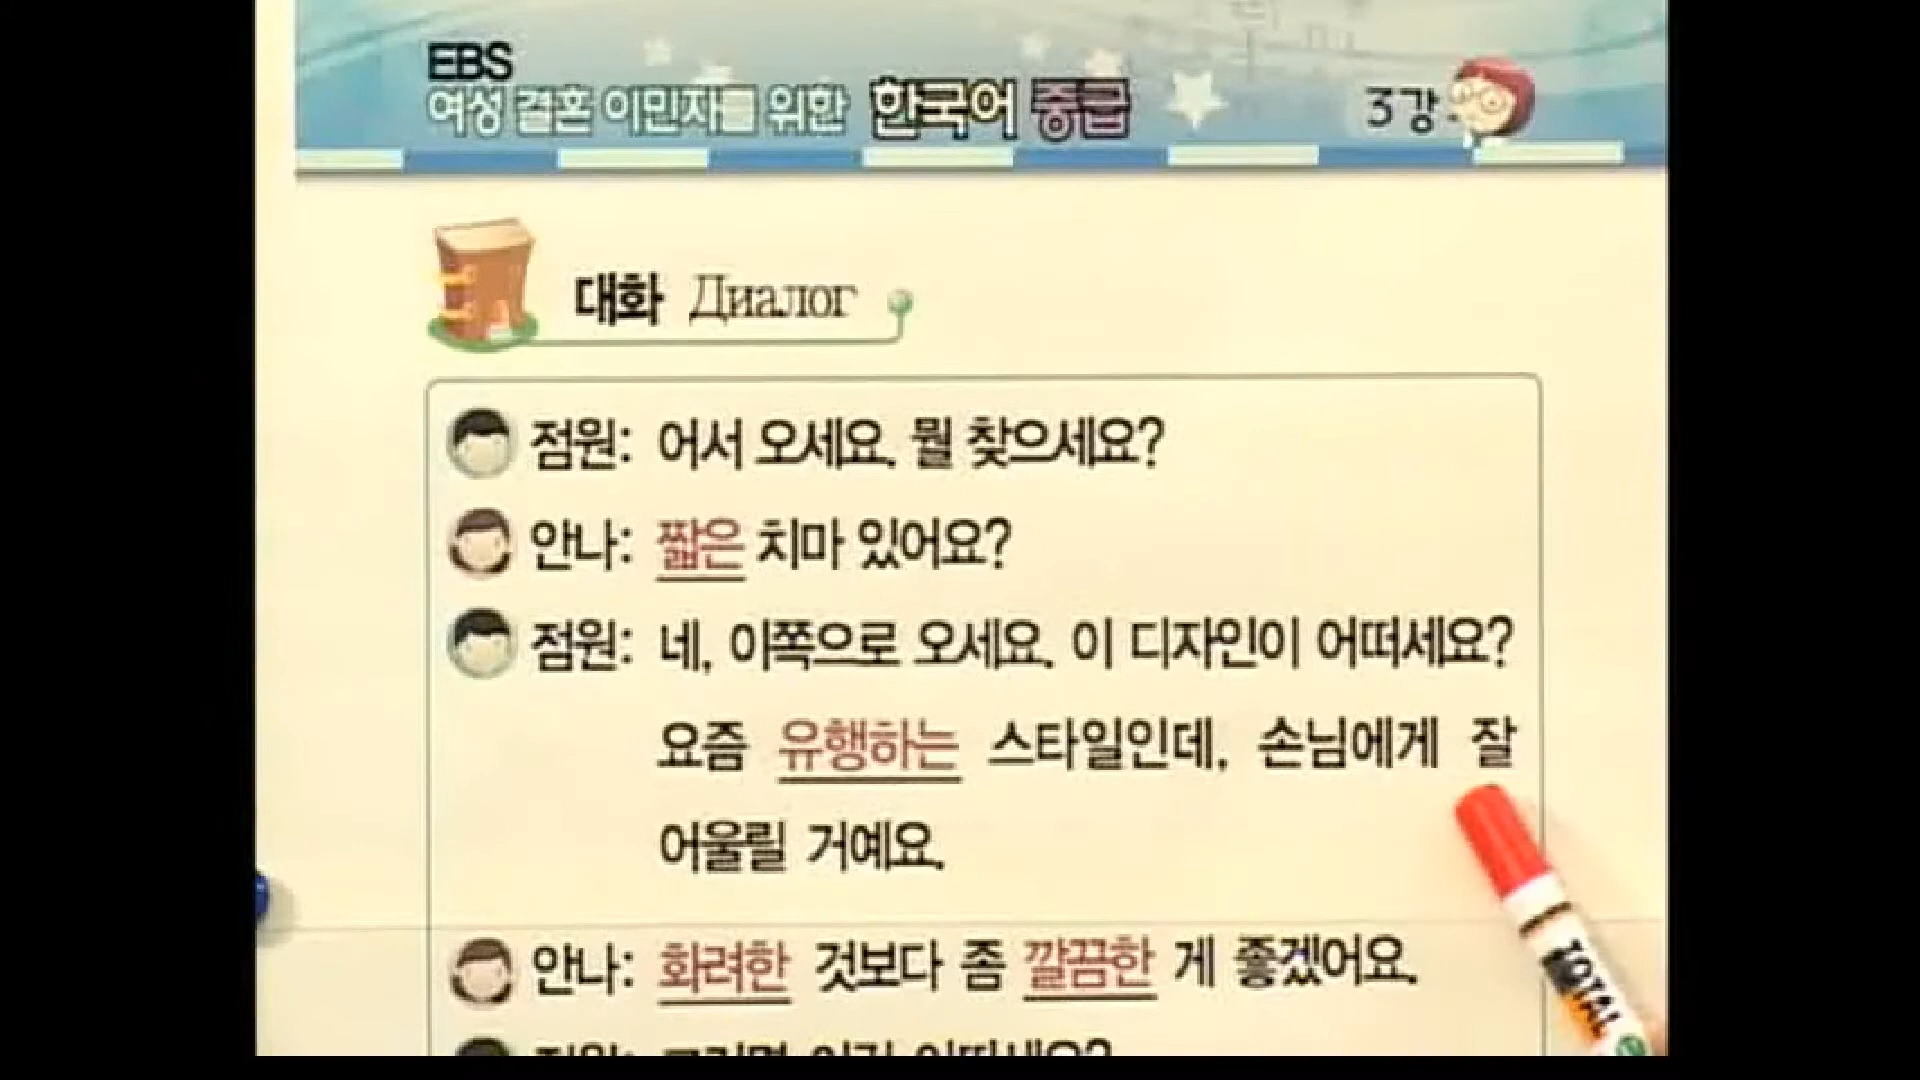 EBS
여성 결혼 이민자를 위한 한국어 중급
3강
대화 Диалог
점원: 어서 오세요. 뭘 찾으세요?
안나: 짧은 치마 있어요?
점원: 네, 이쪽으로 오세요. 이 디자인이 어떠세요?
요즘 유행하는 스타일인데, 손님에게 잘
어울릴 거예요.
안나: 화려한 것보다 좀 깔끔한 게 좋겠어요.
TOTAL